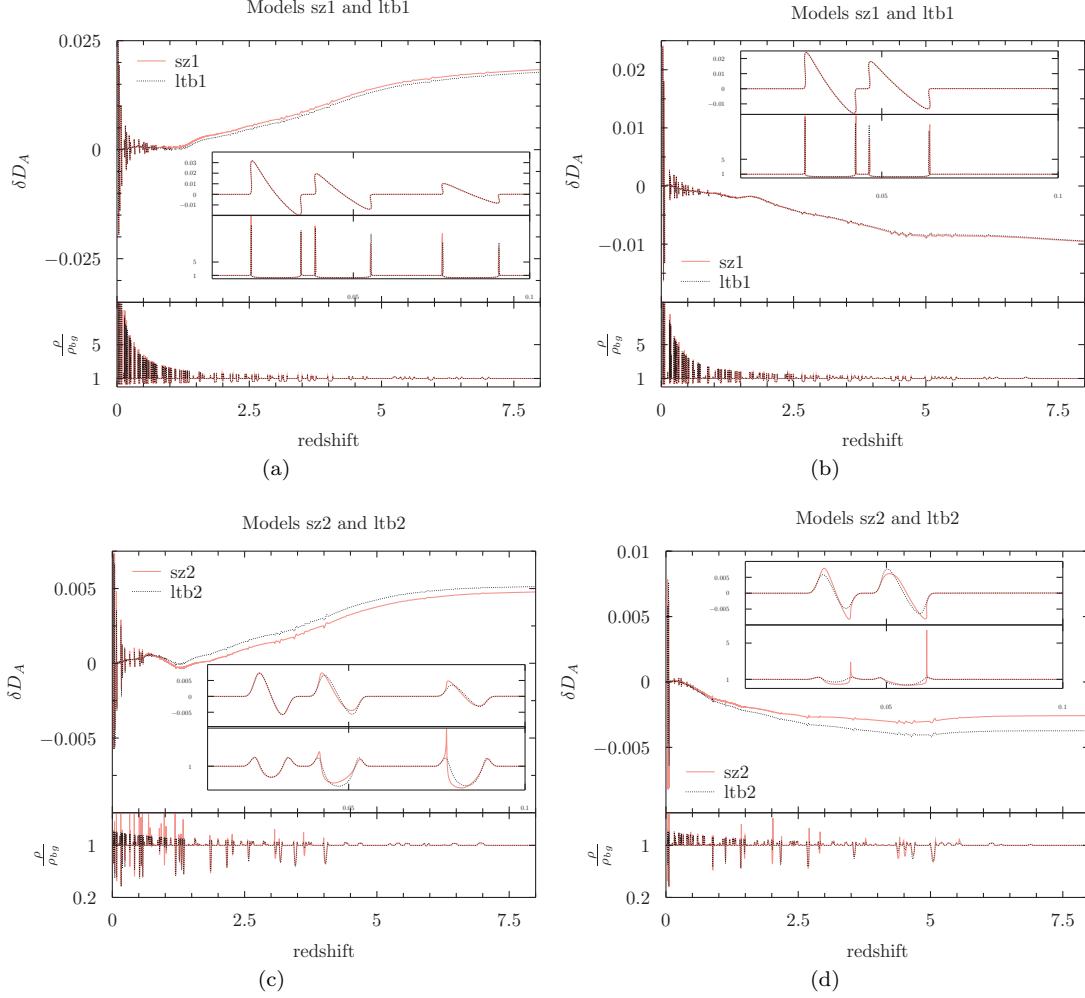 Models sz1 and ltb1
0.025
sz1
ltb1
0
δD_A
0.03
0.01
0
−0.01
5
1
0.05
0.1
−0.025
ρ/ρ_bg
5
1
0
2.5
5
7.5
redshift
(a)
Models sz1 and ltb1
0.02
0.01
0
−0.01
δD_A
0.02
0.01
0
−0.01
5
1
0.05
0.1
sz1
ltb1
ρ/ρ_bg
5
1
0
2.5
5
7.5
redshift
(b)
Models sz2 and ltb2
sz2
ltb2
0.005
0
−0.005
δD_A
0.005
0
−0.005
1
0.05
0.1
ρ/ρ_bg
1
0.2
0
2.5
5
7.5
redshift
(c)
Models sz2 and ltb2
0.01
0.005
0
−0.005
δD_A
0.005
0
−0.005
5
1
0.05
0.1
sz2
ltb2
ρ/ρ_bg
1
0.2
0
2.5
5
7.5
redshift
(d)